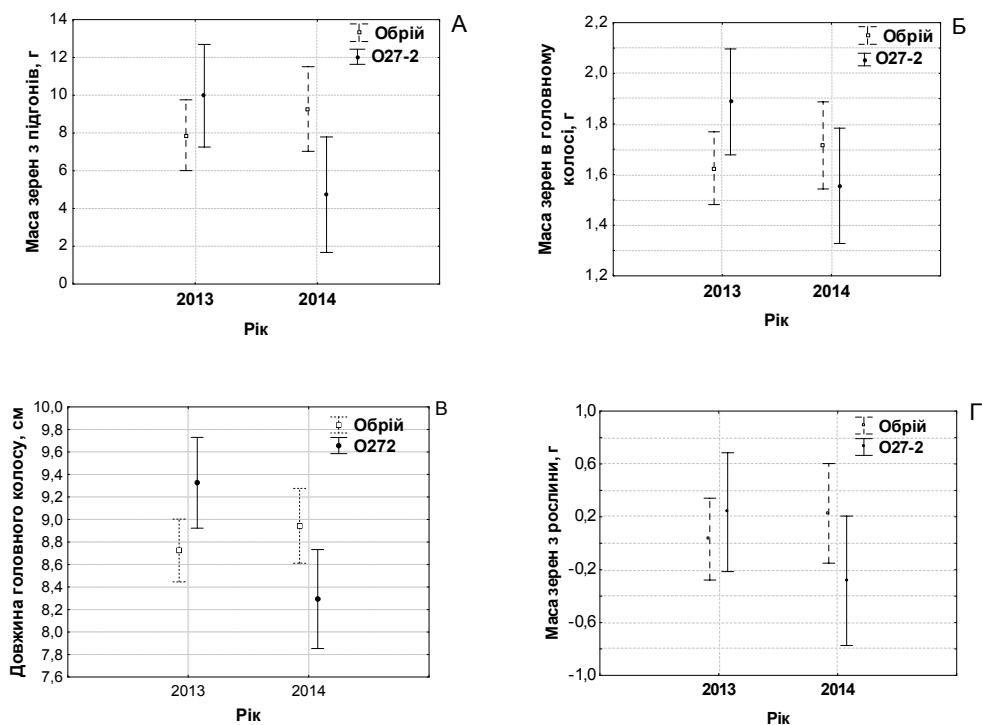 А
Маса зерен з підгонів, г
14
12
10
8
6
4
2
0
Обрій
О27-2
2013
2014
Рік
Б
Маса зерен в головному
колосі, г
2,2
2,0
1,8
1,6
1,4
1,2
Обрій
О27-2
2013
2014
Рік
В
Довжина головного колосу, см
10,0
9,8
9,6
9,4
9,2
9,0
8,8
8,6
8,4
8,2
8,0
7,8
7,6
Обрій
О272
2013
2014
Рік
Г
Маса зерен з рослини, г
1,0
0,6
0,2
-0,2
-0,6
-1,0
Обрій
О27-2
2013
2014
Рік